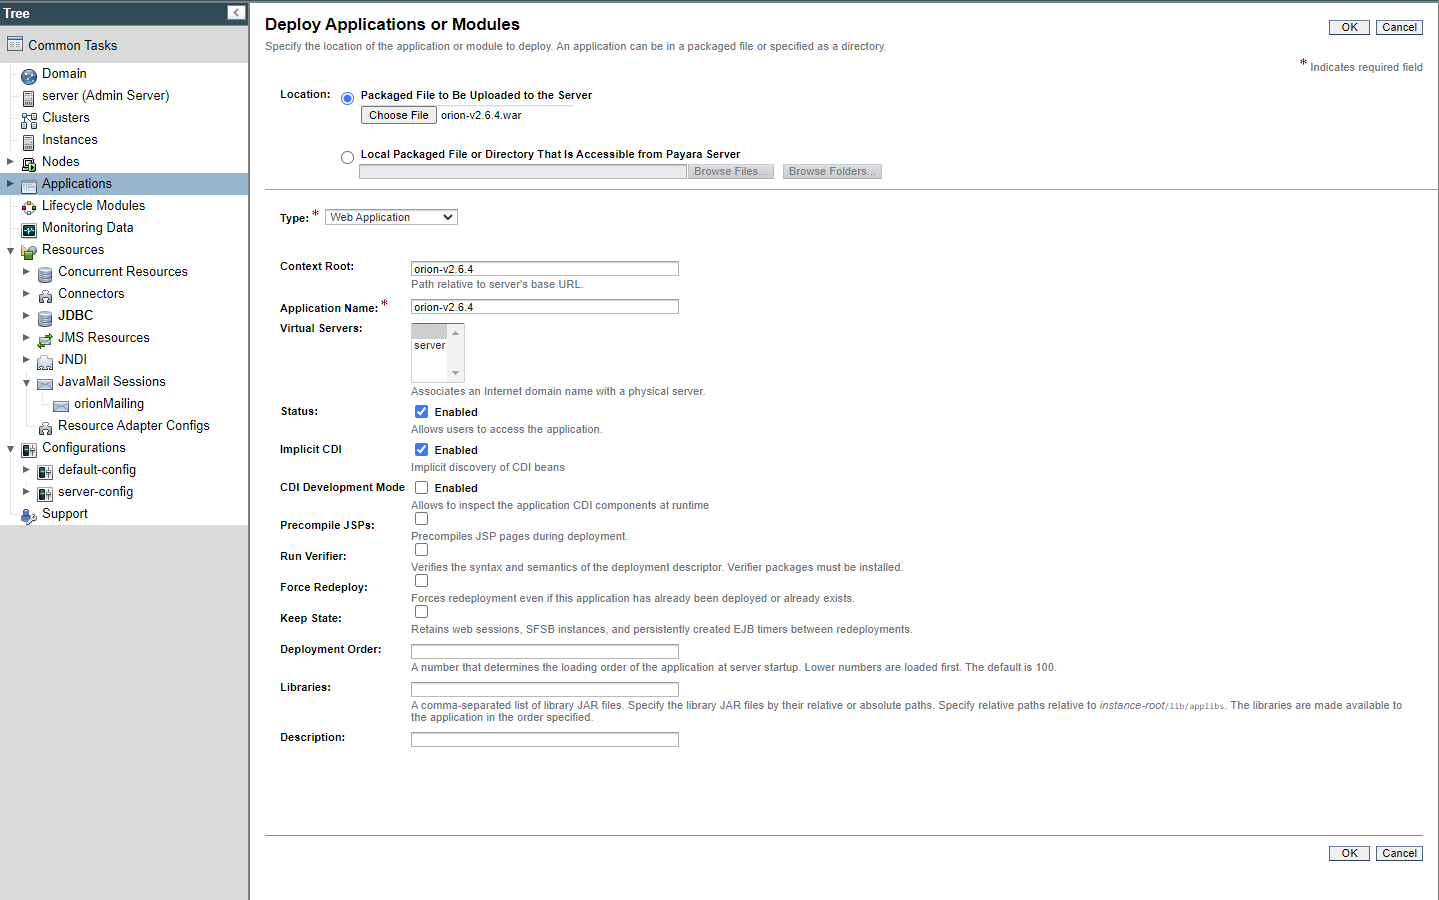 Tree
Common Tasks
Domain
server (Admin Server)
Clusters
Instances
Nodes
Applications
Lifecycle Modules
Monitoring Data
Resources
Concurrent Resources
Connectors
JDBC
JMS Resources
JNDI
JavaMail Sessions
orionMailing
Resource Adapter Configs
Configurations
default-config
server-config
Support
Deploy Applications or Modules
OK Cancel
Specify the location of the application or module to deploy. An application can be in a packaged file or specified as a directory.
* Indicates required field
Location: Packaged File to Be Uploaded to the Server
Choose File orion-v2.6.4.war
Local Packaged File or Directory That Is Accessible from Payara Server
Browse Files... Browse Folders...
Type: * Web Application
Context Root: orion-v2.6.4
Path relative to server's base URL.
Application Name: * orion-v2.6.4
Virtual Servers:
server
Associates an Internet domain name with a physical server.
Status: Enabled
Allows users to access the application.
Implicit CDI Enabled
Implicit discovery of CDI beans
CDI Development Mode Enabled
Allows to inspect the application CDI components at runtime
Precompile JSPs:
Precompiles JSP pages during deployment.
Run Verifier:
Verifies the syntax and semantics of the deployment descriptor. Verifier packages must be installed.
Force Redeploy:
Forces redeployment even if this application has already been deployed or already exists.
Keep State:
Retains web sessions, SFSB instances, and persistently created EJB timers between redeployments.
Deployment Order:
A number that determines the loading order of the application at server startup. Lower numbers are loaded first. The default is 100.
Libraries:
A comma-separated list of library JAR files. Specify the library JAR files by their relative or absolute paths. Specify relative paths relative to instance-root/lib/applibs. The libraries are made available to
the application in the order specified.
Description:
OK Cancel